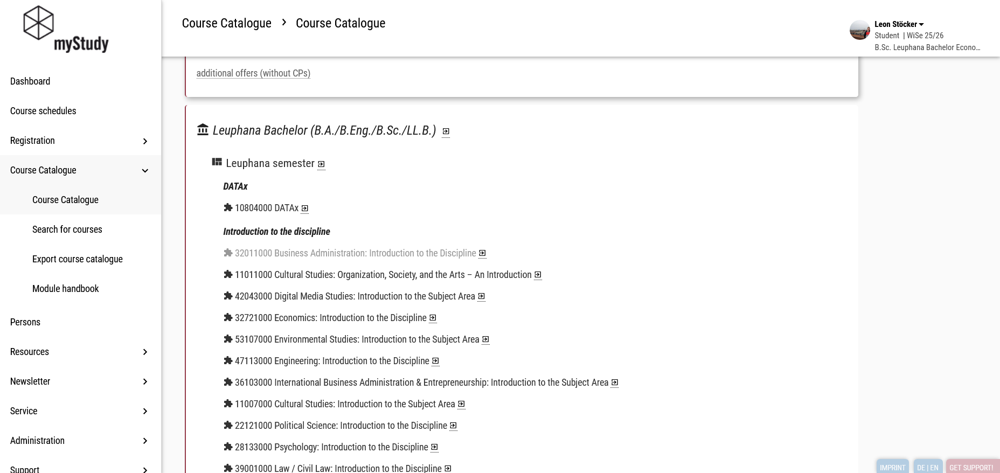 myStudy
Course Catalogue > Course Catalogue
Leon Stöcker
Student | WiSe 25/26
B.Sc. Leuphana Bachelor Econo...
Dashboard
Course schedules
Registration
Course Catalogue
Course Catalogue
Search for courses
Export course catalogue
Module handbook
Persons
Resources
Newsletter
Service
Administration
Support
additional offers (without CPs)
Leuphana Bachelor (B.A./B.Eng./B.Sc./LL.B.)
Leuphana semester
DATAx
10804000 DATAx
Introduction to the discipline
32011000 Business Administration: Introduction to the Discipline
11011000 Cultural Studies: Organization, Society, and the Arts – An Introduction
42043000 Digital Media Studies: Introduction to the Subject Area
32721000 Economics: Introduction to the Discipline
53107000 Environmental Studies: Introduction to the Subject Area
47113000 Engineering: Introduction to the Discipline
36103000 International Business Administration & Entrepreneurship: Introduction to the Subject Area
11007000 Cultural Studies: Introduction to the Subject Area
22121000 Political Science: Introduction to the Discipline
28133000 Psychology: Introduction to the Discipline
39001000 Law / Civil Law: Introduction to the Discipline
IMPRINT
DE | EN
GET SUPPORT!